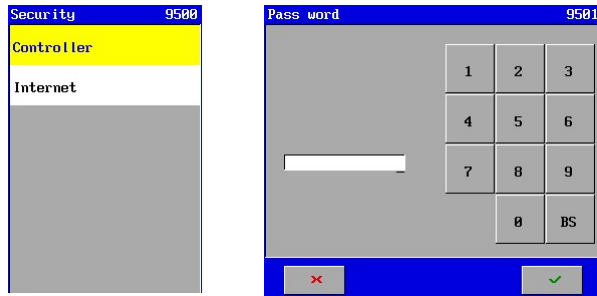 Security 9500
Controller
Internet
Pass word 9501
1 2 3
4 5 6
7 8 9
0 BS